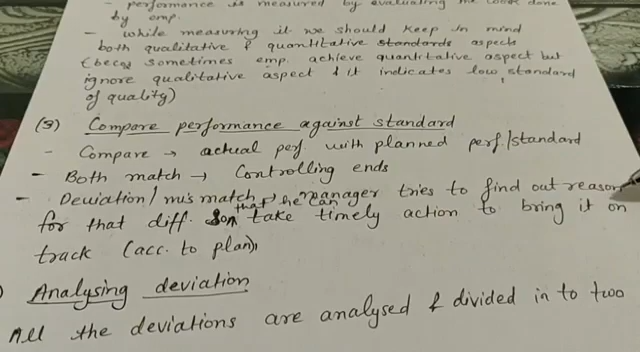 - performance is measured by evaluating the work done
by emp.
- while measuring it we should keep in mind
both qualitative & quantitative standards aspects
(becoz sometimes emp. achieve quantitative aspect but
ignore qualitative aspect & it indicates low standard
of quality)
(3) Compare performance against standard
- Compare → actual perf with planned perf./standard
- Both match → Controlling ends
- Deviation / mismatch → the manager tries to find out reason
for that diff. so that he can take timely action to bring it on
track (acc. to plan)
) Analysing deviation
All the deviations are analysed & divided in to two